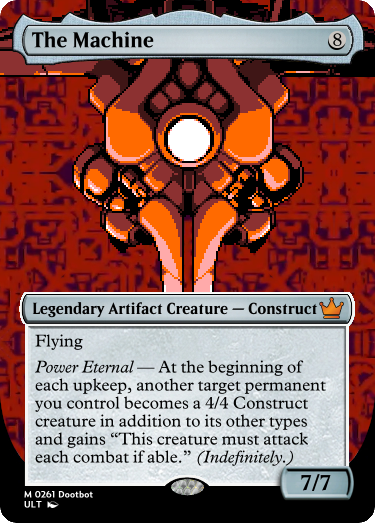 The Machine 8
Legendary Artifact Creature — Construct
Flying
Power Eternal — At the beginning of
each upkeep, another target permanent
you control becomes a 4/4 Construct
creature in addition to its other types
and gains “This creature must attack
each combat if able.” (Indefinitely.)
7/7
M 0261 Dootbot
ULT